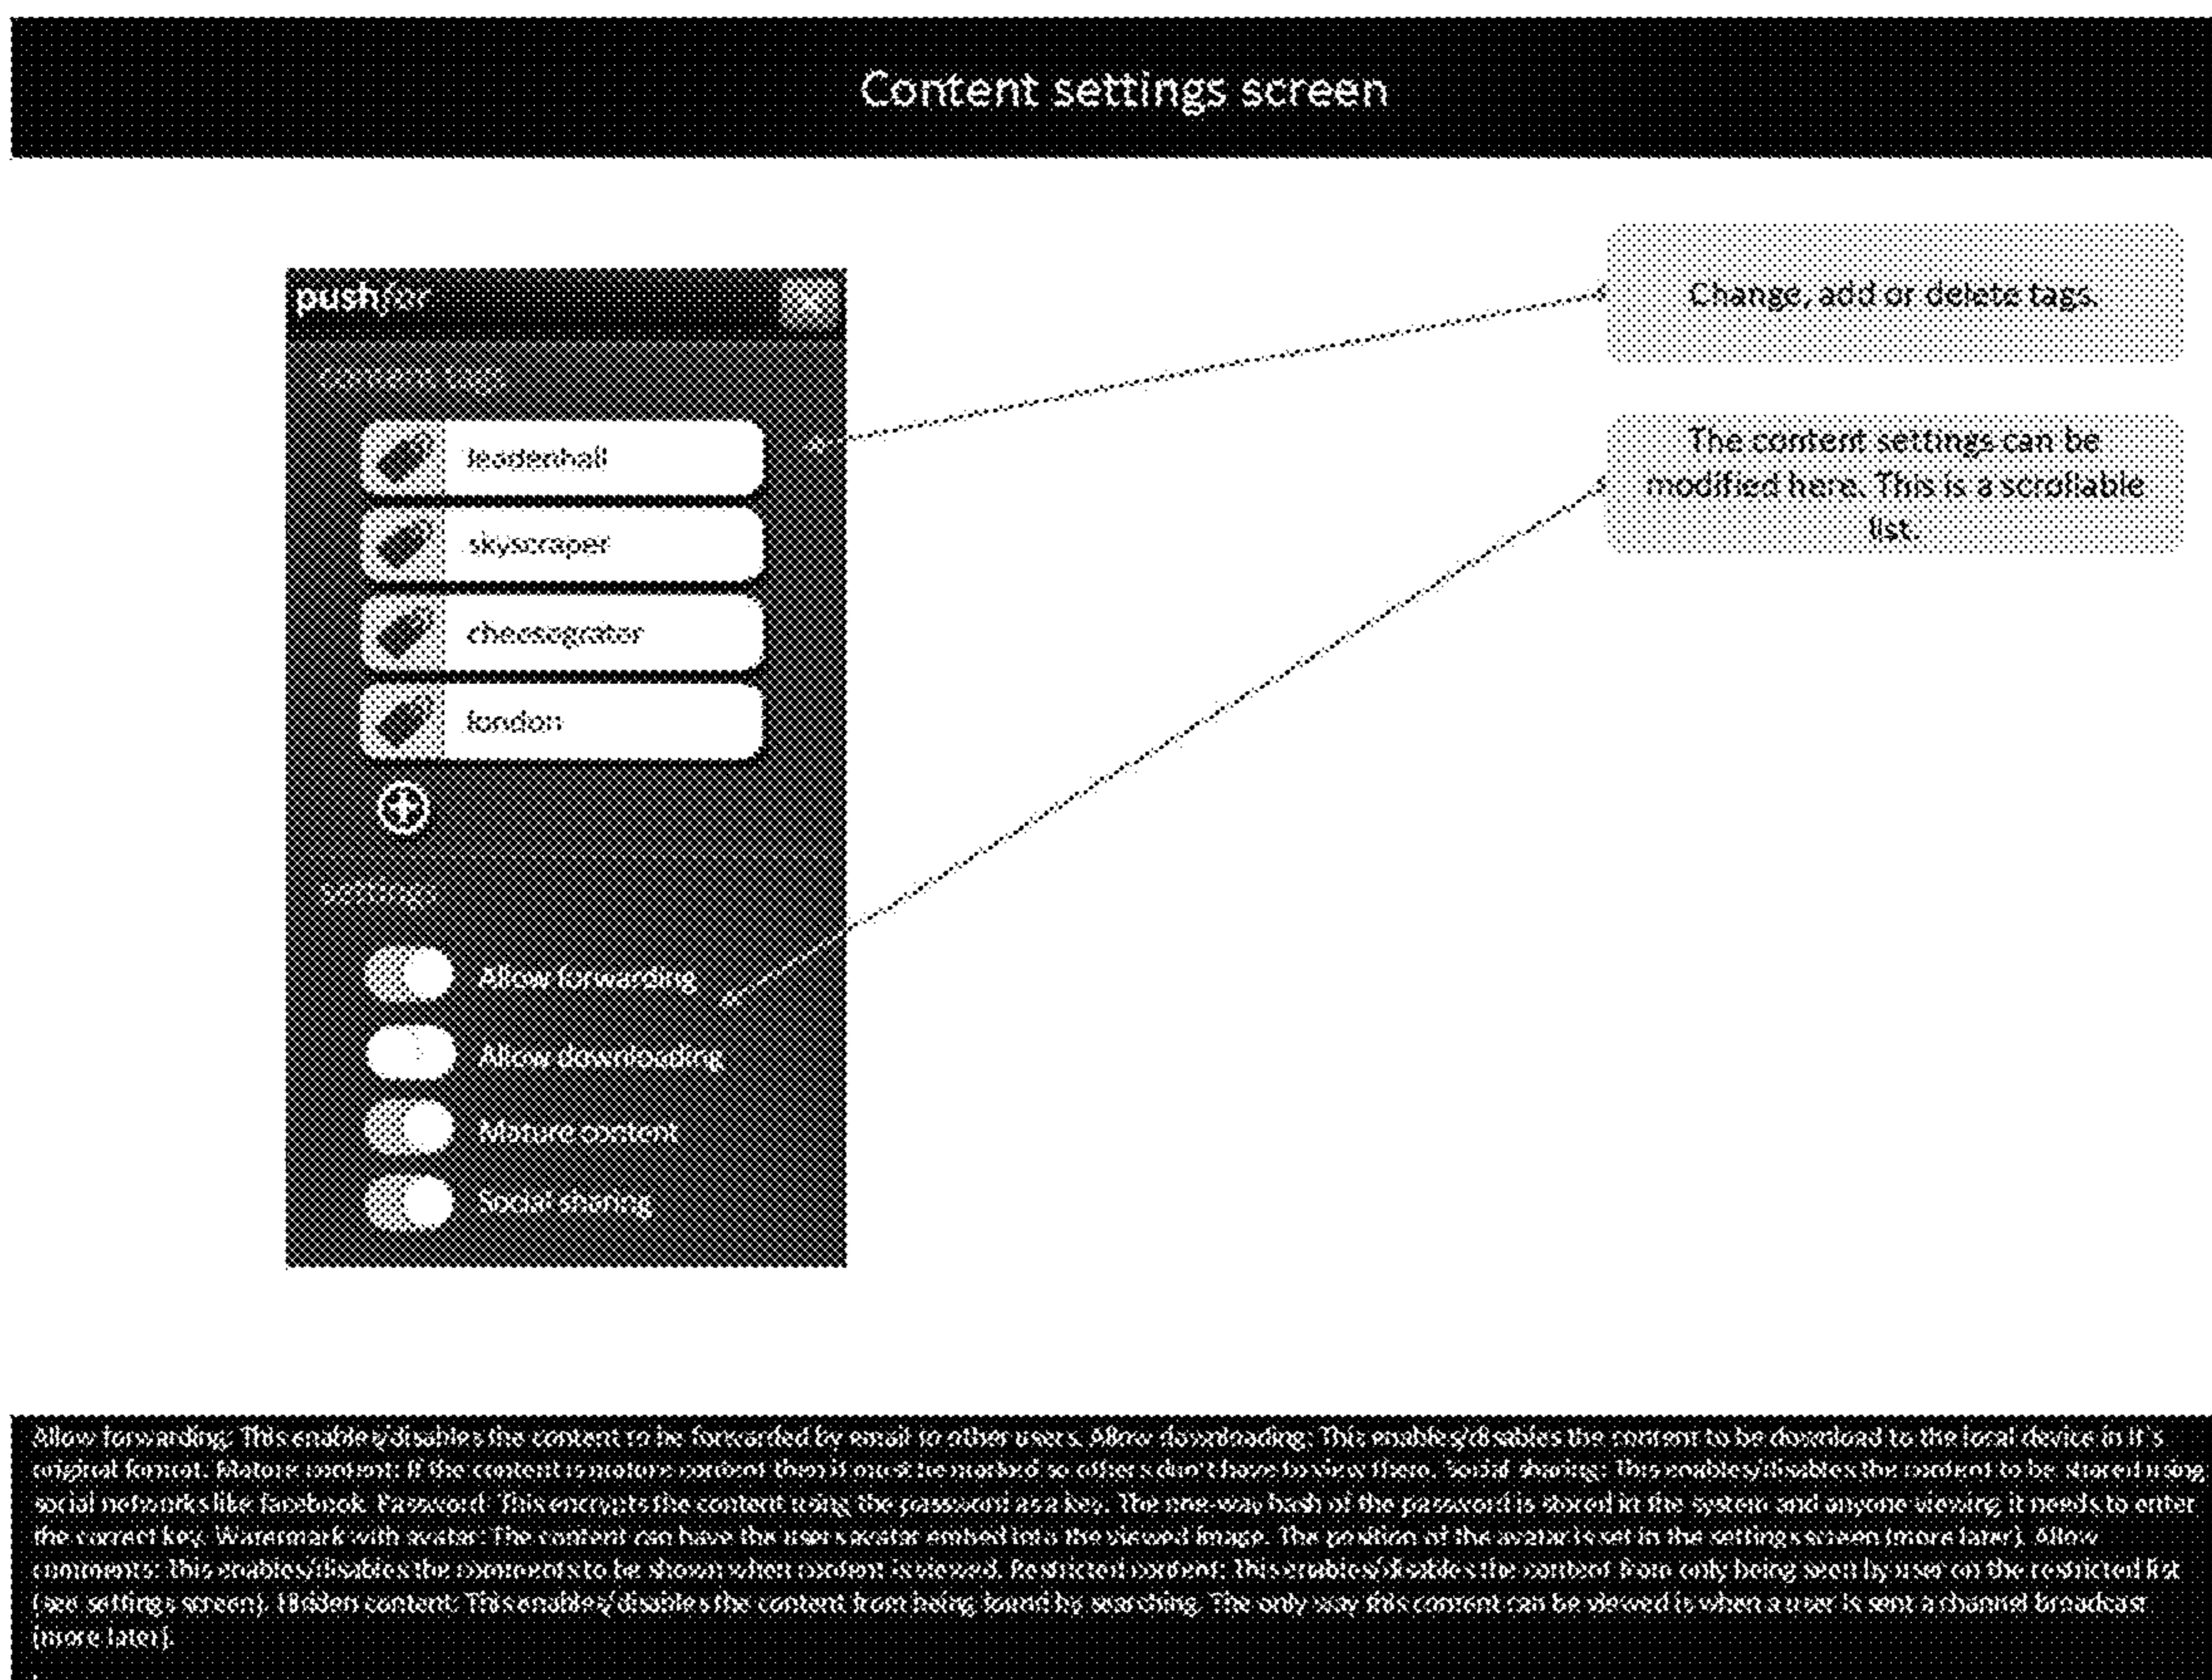 Content settings screen
pushfor
X
content tags
leadenhall
skyscraper
cheesegrater
london
settings
Allow forwarding
Allow downloading
Mature content
Social sharing
Change, add or delete tags.
The content settings can be
modified here. This is a scrollable
list.
Allow forwarding: This enables/disables the content to be forwarded by email to other users. Allow downloading: This enables/disables the content to be download to the local device in it's
original format. Mature content: If the content is mature content then it must be marked so others don't have to view them. Social sharing: This enables/disables the content to be shared using
social networks like facebook. Password: This encrypts the content using the password as a key. The one-way hash of the password is stored in the system and anyone viewing it needs to enter
the correct key. Watermark with avatar: The content can have the users avatar embed into the viewed image. The position of the avatar is set in the settings screen (more later). Allow
comments: This enables/disables the comments to be shown when content is viewed. Restricted content: This enables/disables the content from only being seen by user on the restricted list
(see settings screen). Hidden content: This enables/disables the content from being found by searching. The only way this content can be viewed is when a user is sent a channel broadcast
(more later).
.